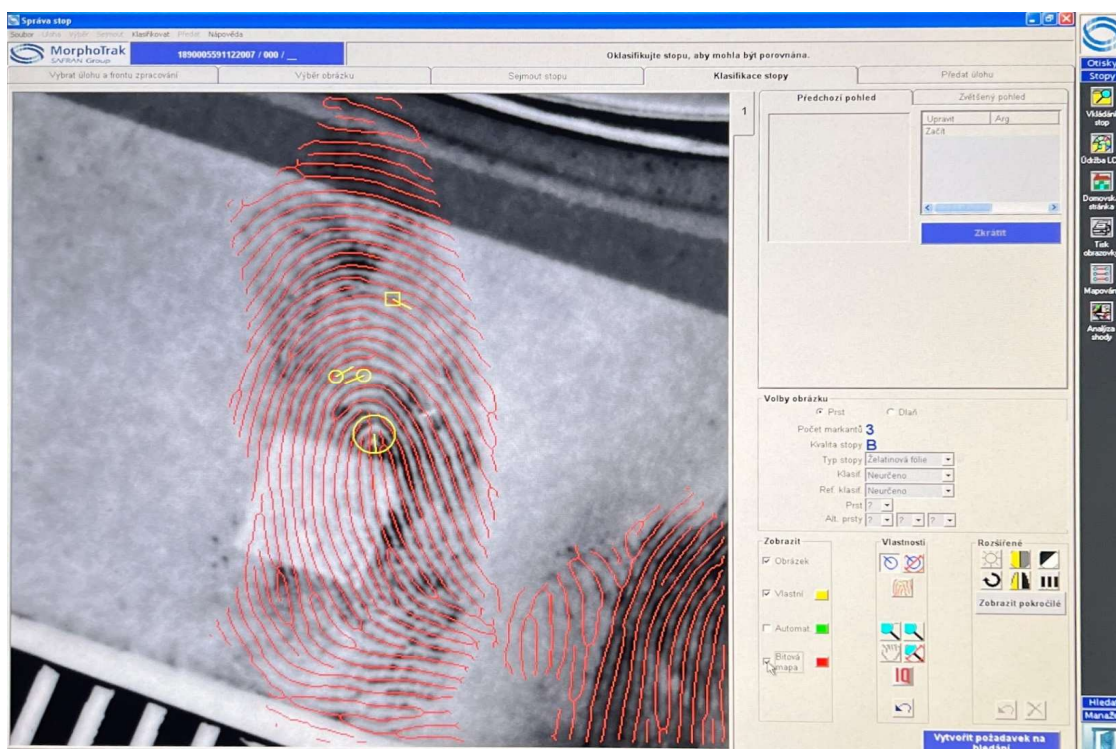 Správa stop
Soubor Úloha Výběr Sejmout Klasifikovat Předat Nápověda
MorphoTrak
SAFRAN Group
1890005591122007 / 000 / __
Oklasifikujte stopu, aby mohla být porovnána.
Vybrat úlohu a frontu zpracování
Výběr obrázku
Sejmout stopu
Klasifikace stopy
Předat úlohu
1
Předchozí pohled
Zvětšený pohled
Upravit Arg
Začít
Zkrátit
Volby obrázku
Prst Dlaň
Počet markantů 3
Kvalita stopy B
Typ stopy Želatinová fólie
Klasif. Neurčeno
Ref. klasif. Neurčeno
Prst ?
Alt. prsty ? ? ?
Zobrazit
Obrázek
Vlastní
Automat.
Bitová
mapa
Vlastnosti
Rozšířené
Zobrazit pokročilé
Vytvořit požadavek na
hledání
Otisky
Stopy
Vkládání
stop
Údržba LC
Domovská
stránka
Tisk
obrazovky
Mapování
Analýza
shody
Hledat
Manaž